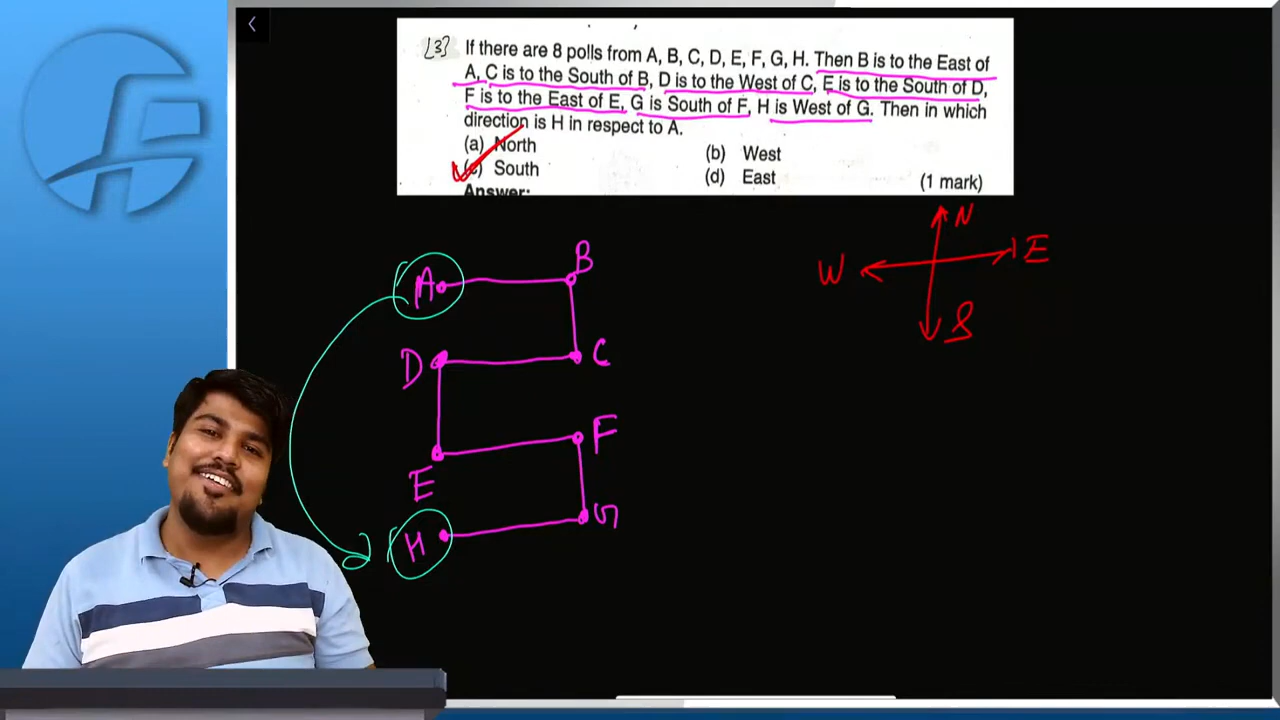 [3] If there are 8 polls from A, B, C, D, E, F, G, H. Then B is to the East of
A, C is to the South of B, D is to the West of C, E is to the South of D,
F is to the East of E, G is South of F, H is West of G. Then in which
direction is H in respect to A.
(a) North
(b) West
(c) South
(d) East
(1 mark)
Answer:
N
W
E
S
A
B
D
C
F
E
G
H